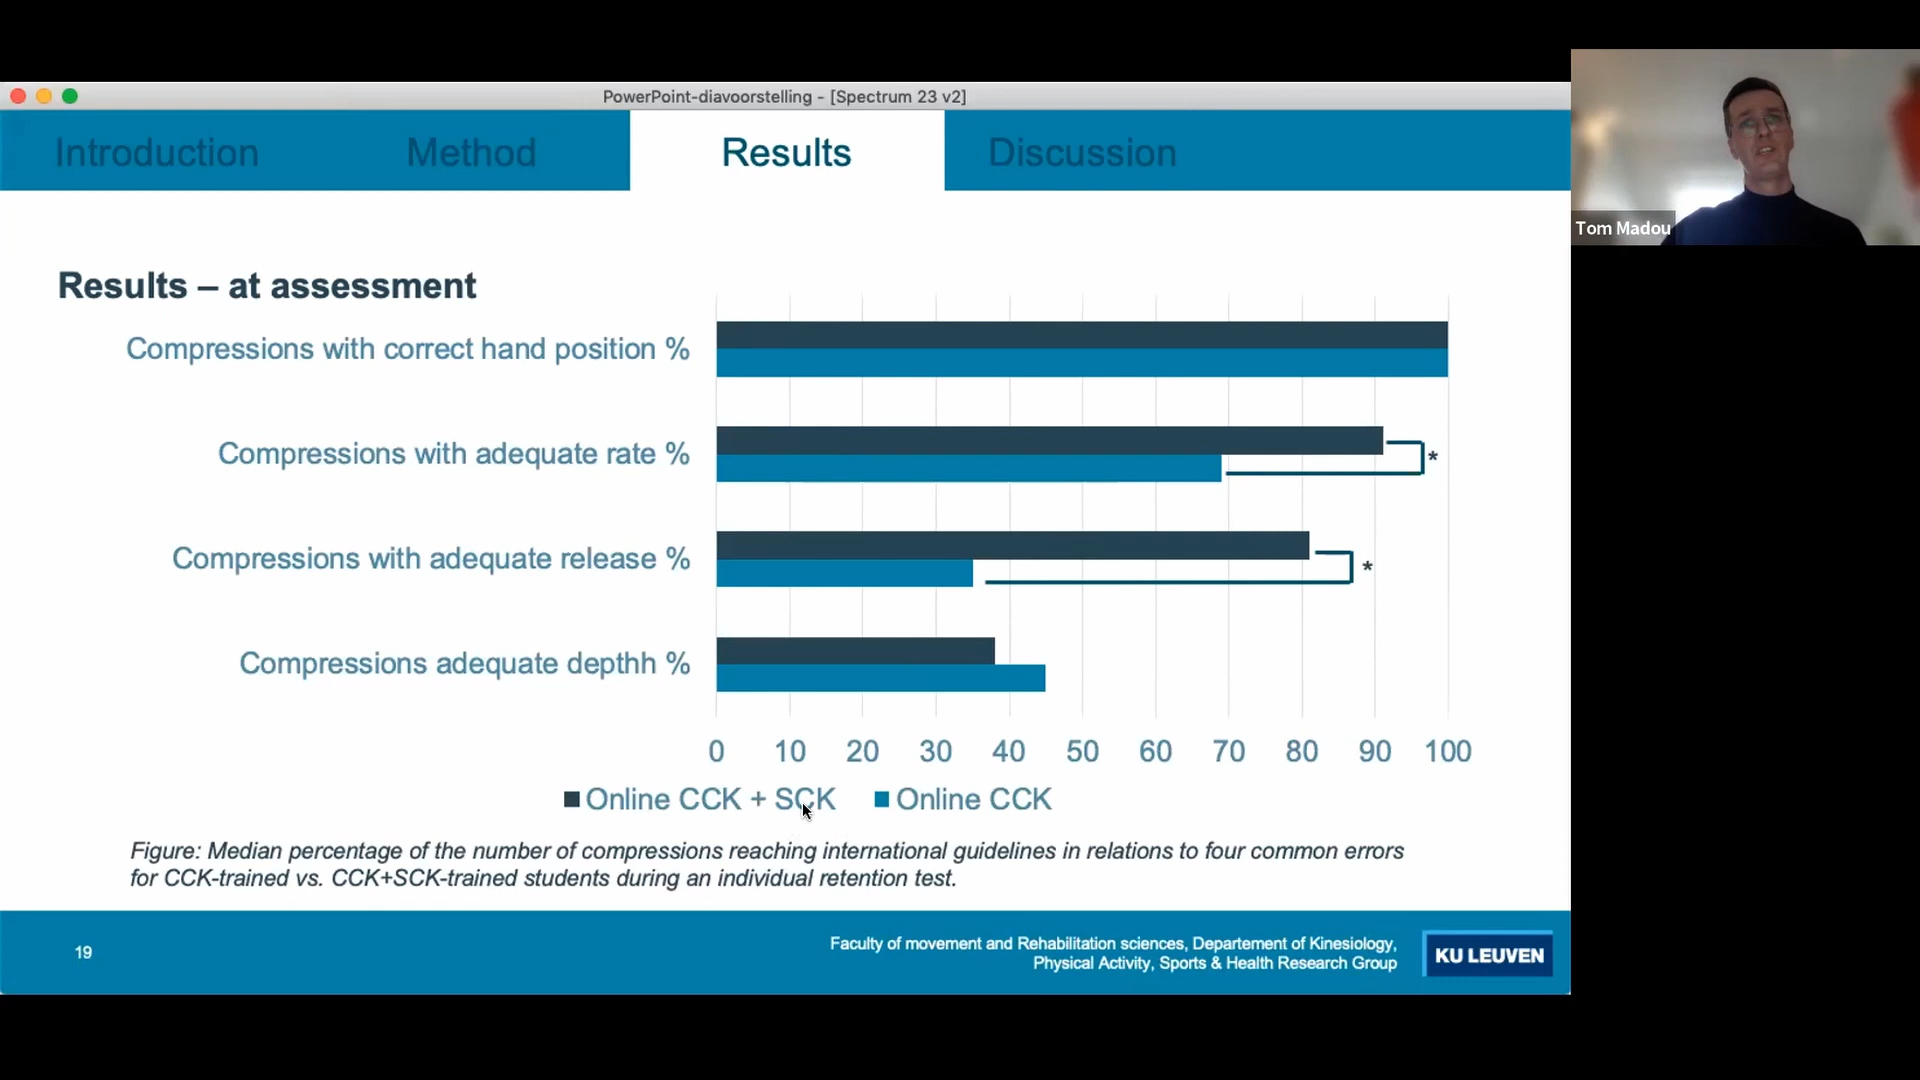 PowerPoint-diavoorstelling - [Spectrum 23 v2]
Introduction
Method
Results
Discussion
Tom Madou
Results – at assessment
Compressions with correct hand position %
Compressions with adequate rate %
*
Compressions with adequate release %
*
Compressions adequate depthh %
0 10 20 30 40 50 60 70 80 90 100
Online CCK + SCK Online CCK
Figure: Median percentage of the number of compressions reaching international guidelines in relations to four common errors
for CCK-trained vs. CCK+SCK-trained students during an individual retention test.
19
Faculty of movement and Rehabilitation sciences, Departement of Kinesiology,
Physical Activity, Sports & Health Research Group
KU LEUVEN